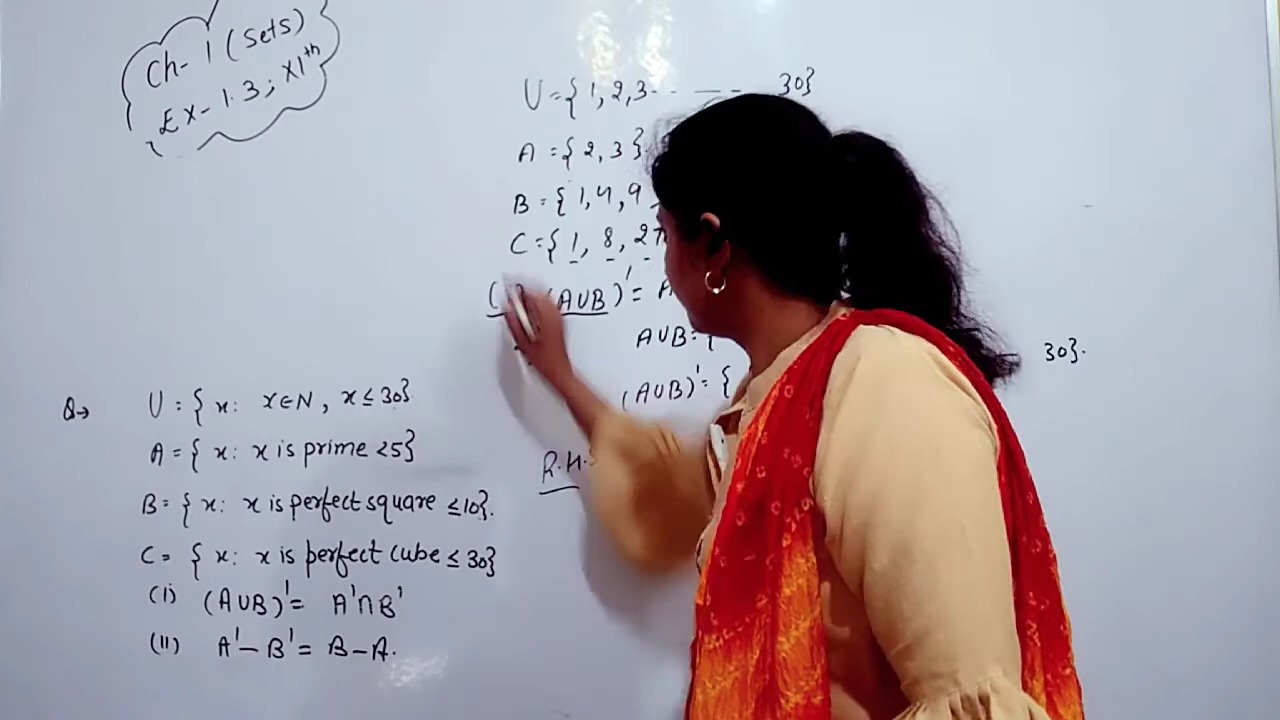 Ch- 1 (Sets)
Ex- 1.3; XIth
U = { 1, 2, 3 - - — - - 30}
A = { 2, 3 }
B = { 1, 4, 9
C = { 1, 8, 27
( (AUB)' = A
AUB = {
(AUB)' = { 30}.
R.H.
Q→ U = { x: x∈N, x ≤ 30}
A = { x: x is prime <5}
B = { x: x is perfect square ≤10}.
C = { x: x is perfect cube ≤ 30}
(i) (AUB)' = A'∩B'
(ii) A' – B' = B – A.